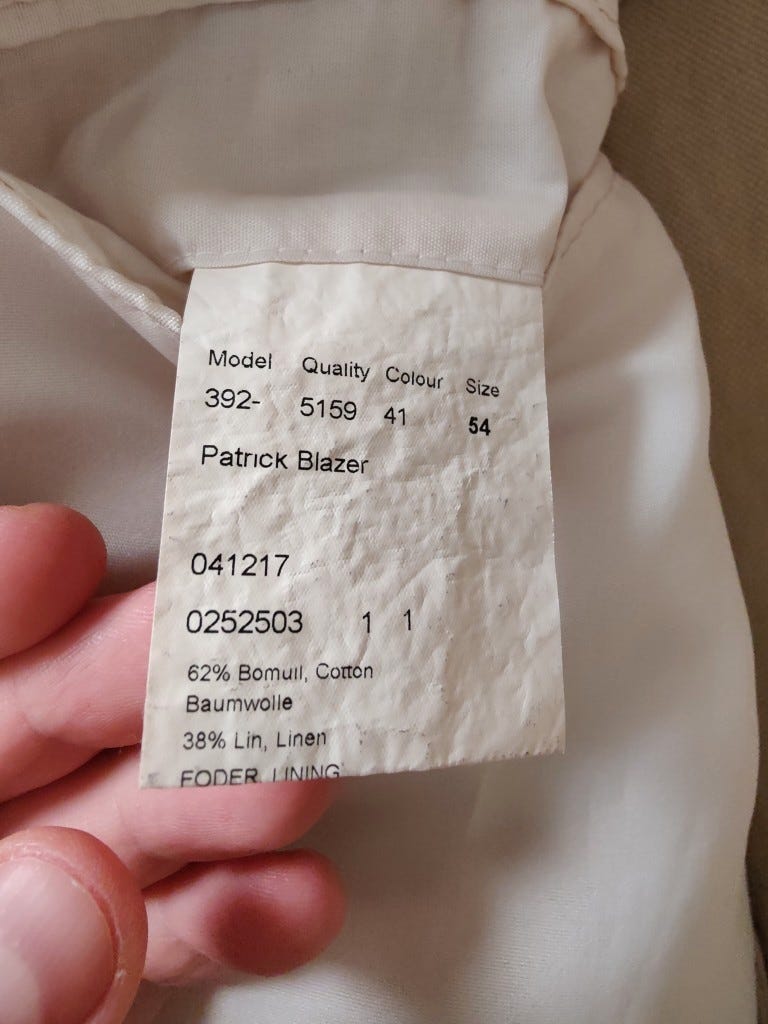 Model Quality Colour Size
392- 5159 41 54
Patrick Blazer
041217
0252503 1 1
62% Bomull, Cotton
Baumwolle
38% Lin, Linen
FODER LINING